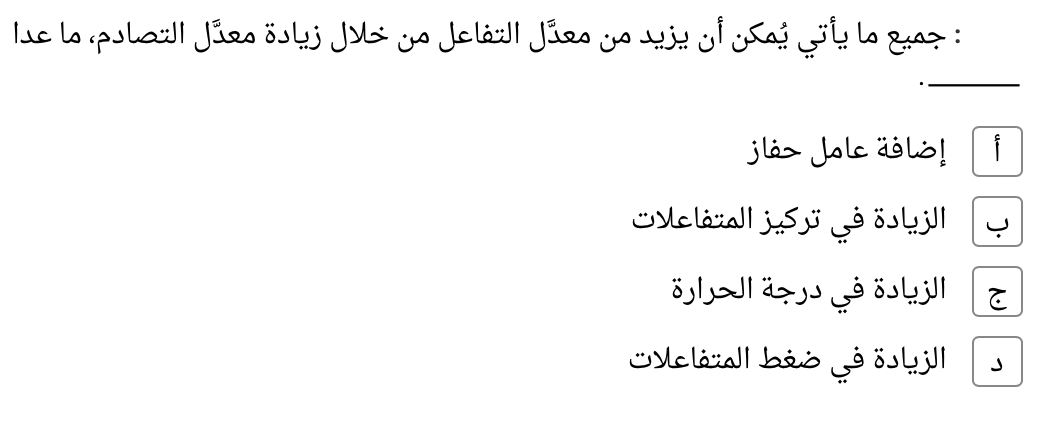 : جميع ما يأتي يُمكن أن يزيد من معدَّل التفاعل من خلال زيادة معدَّل التصادم، ما عدا
ـــــــــــ.
أ إضافة عامل حفاز
ب الزيادة في تركيز المتفاعلات
ج الزيادة في درجة الحرارة
د الزيادة في ضغط المتفاعلات